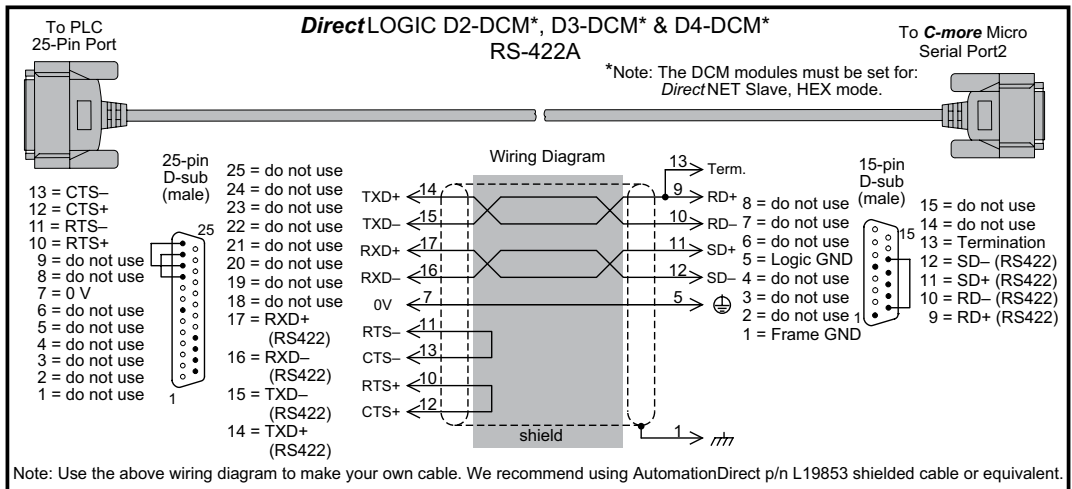 To PLC
25-Pin Port
DirectLOGIC D2-DCM*, D3-DCM* & D4-DCM*
RS-422A
To C-more Micro
Serial Port2
*Note: The DCM modules must be set for:
DirectNET Slave, HEX mode.
25-pin
D-sub
(male)
13 = CTS–
12 = CTS+
11 = RTS–
10 = RTS+
9 = do not use
8 = do not use
7 = 0 V
6 = do not use
5 = do not use
4 = do not use
3 = do not use
2 = do not use
1 = do not use
25
1
25 = do not use
24 = do not use
23 = do not use
22 = do not use
21 = do not use
20 = do not use
19 = do not use
18 = do not use
17 = RXD+
(RS422)
16 = RXD–
(RS422)
15 = TXD–
(RS422)
14 = TXD+
(RS422)
Wiring Diagram
13 Term.
TXD+ 14 9 RD+
TXD– 15 10 RD–
RXD+ 17 11 SD+
RXD– 16 12 SD–
0V 7 5
RTS– 11
CTS– 13
RTS+ 10
CTS+ 12
shield
1
8 = do not use
7 = do not use
6 = do not use
5 = Logic GND
4 = do not use
3 = do not use
2 = do not use
1 = Frame GND
15-pin
D-sub
(male)
15
1
15 = do not use
14 = do not use
13 = Termination
12 = SD– (RS422)
11 = SD+ (RS422)
10 = RD– (RS422)
9 = RD+ (RS422)
Note: Use the above wiring diagram to make your own cable. We recommend using AutomationDirect p/n L19853 shielded cable or equivalent.